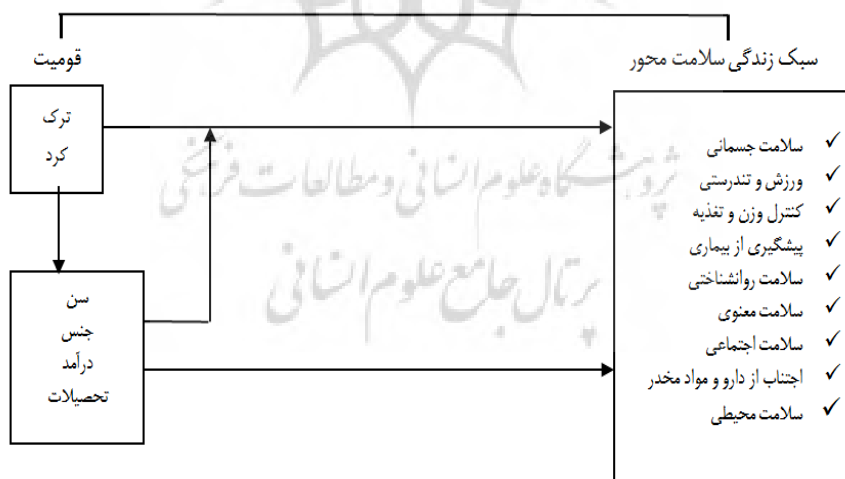 سبک زندگی سلامت محور
قومیت
ترک
کرد
سلامت جسمانی
ورزش و تندرستی
کنترل وزن و تغذیه
پیشگیری از بیماری
سلامت روانشناختی
سلامت معنوی
سلامت اجتماعی
اجتناب از دارو و مواد مخدر
سلامت محیطی
سن
جنس
درآمد
تحصیلات
پژوهشگاه علوم انسانی و مطالعات فرهنگی
پرتال جامع علوم انسانی